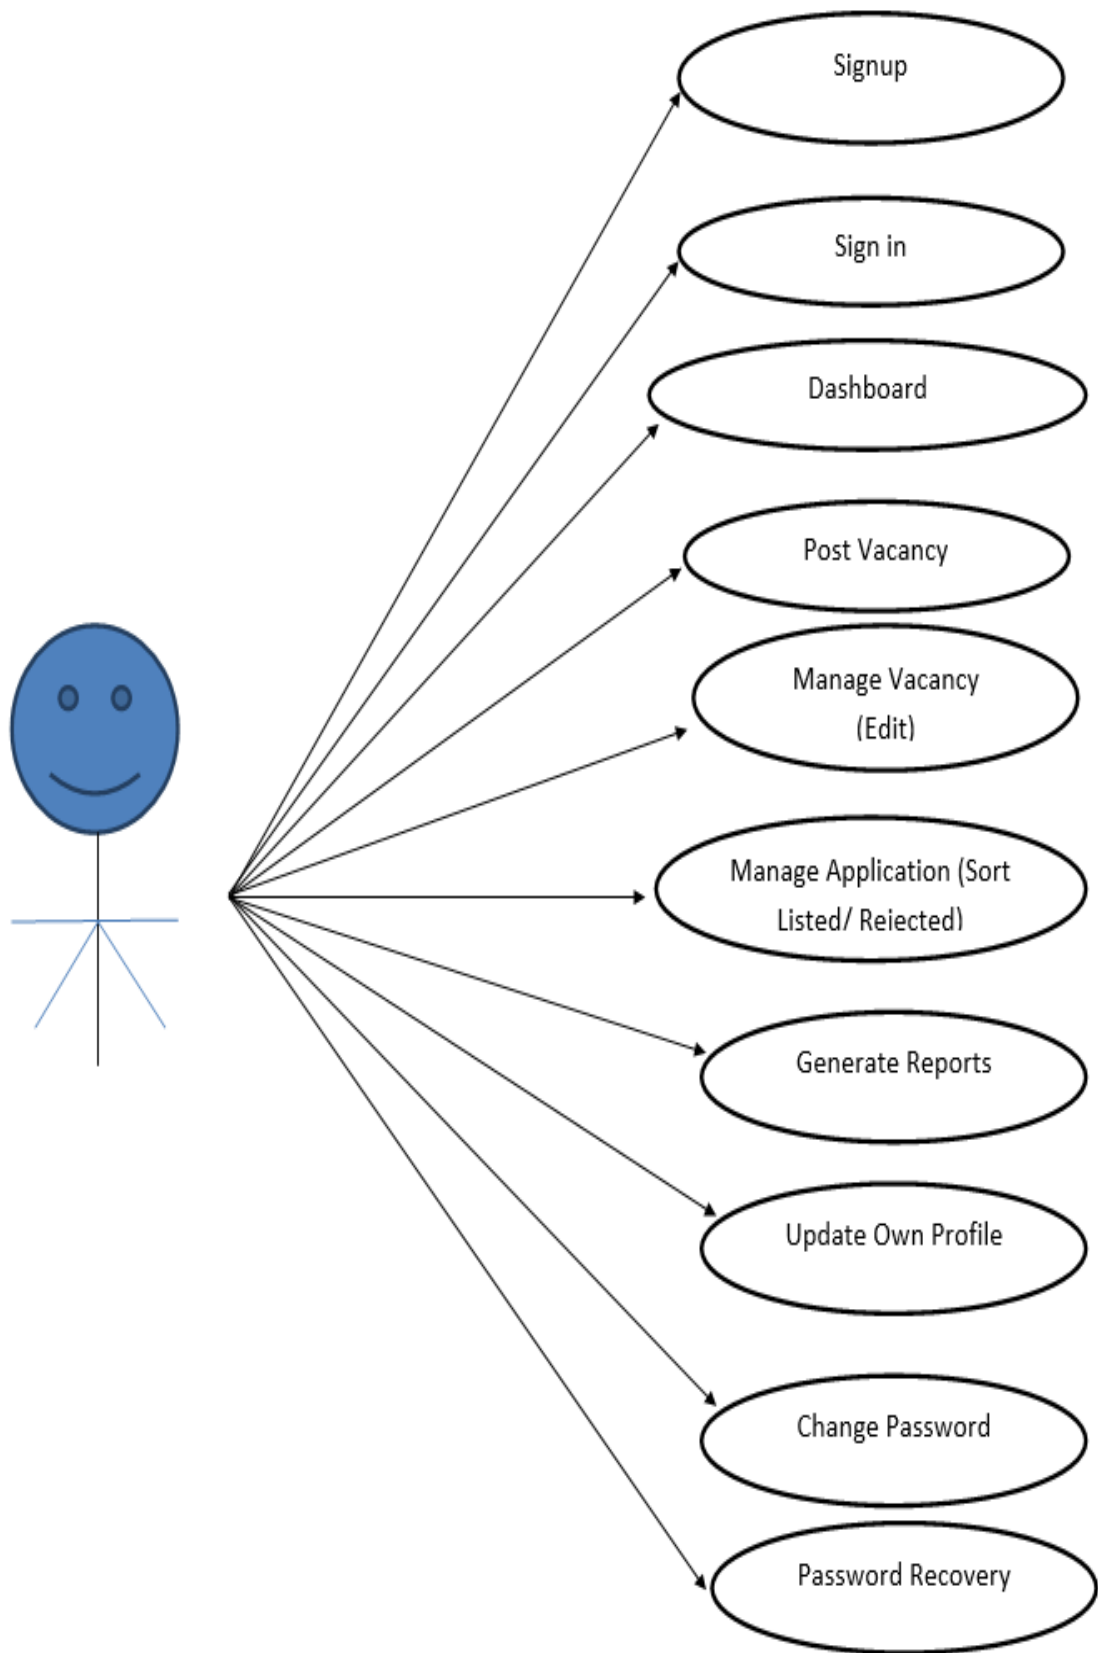 Signup
Sign in
Dashboard
Post Vacancy
Manage Vacancy
(Edit)
Manage Application (Sort
Listed/ Rejected)
Generate Reports
Update Own Profile
Change Password
Password Recovery